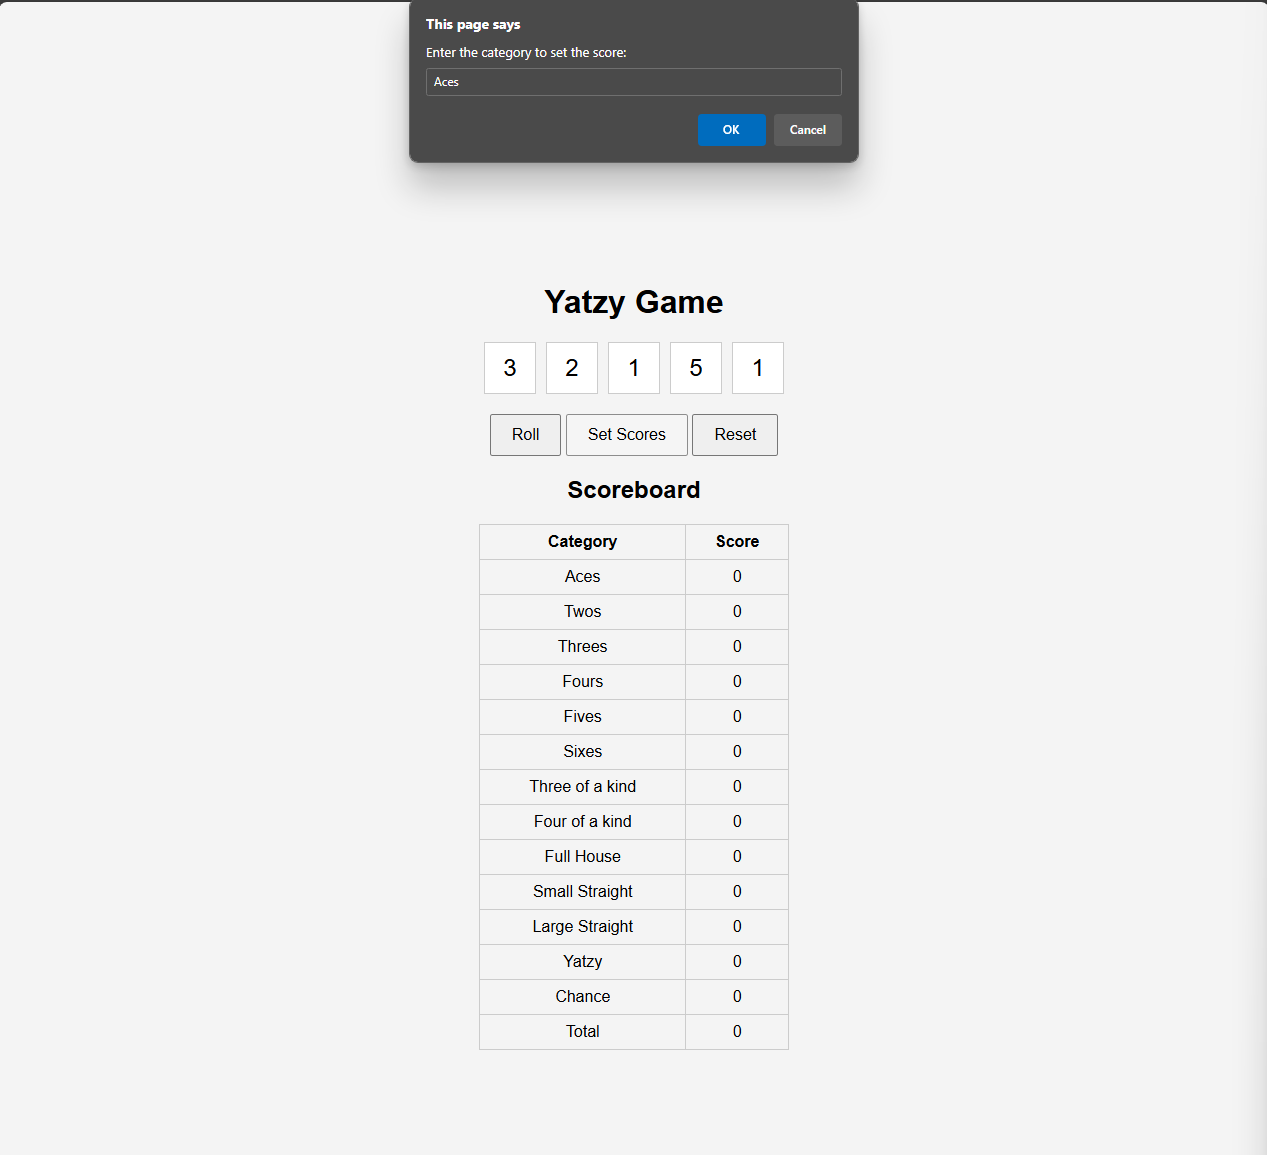 This page says
Enter the category to set the score:
Aces
OK Cancel
Yatzy Game
3 2 1 5 1
Roll Set Scores Reset
Scoreboard
Category Score
Aces 0
Twos 0
Threes 0
Fours 0
Fives 0
Sixes 0
Three of a kind 0
Four of a kind 0
Full House 0
Small Straight 0
Large Straight 0
Yatzy 0
Chance 0
Total 0